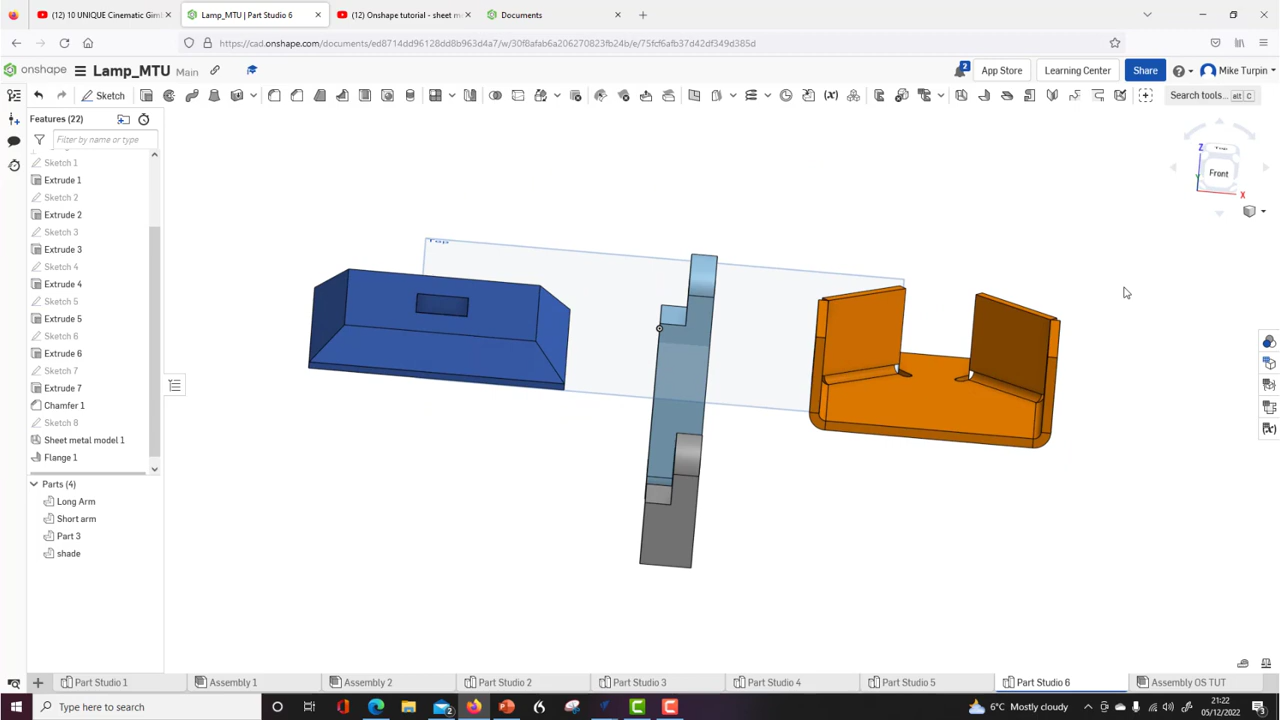 (12) 10 UNIQUE Cinematic Gim
Lamp_MTU | Part Studio 6
(12) Onshape tutorial - sheet m
Documents
https://cad.onshape.com/documents/ed8714dd96128dd8b963d4a7/w/30f8afab6a206270383fcb24b/e/75fcf6afb37d42df349d385d
onshape
Lamp_MTU
Main
2
App Store
Learning Center
Share
Mike Turpin
Sketch
Search tools...
alt C
Features (22)
Filter by name or type
Sketch 1
Extrude 1
Sketch 2
Extrude 2
Sketch 3
Extrude 3
Sketch 4
Extrude 4
Sketch 5
Extrude 5
Sketch 6
Extrude 6
Sketch 7
Extrude 7
Chamfer 1
Sketch 8
Sheet metal model 1
Flange 1
Parts (4)
Long Arm
Short arm
Part 3
shade
Top
Z
Front
X
Part Studio 1
Assembly 1
Assembly 2
Part Studio 2
Part Studio 3
Part Studio 4
Part Studio 5
Part Studio 6
Assembly OS TUT
Type here to search
6°C Mostly cloudy
21:22
05/12/2022